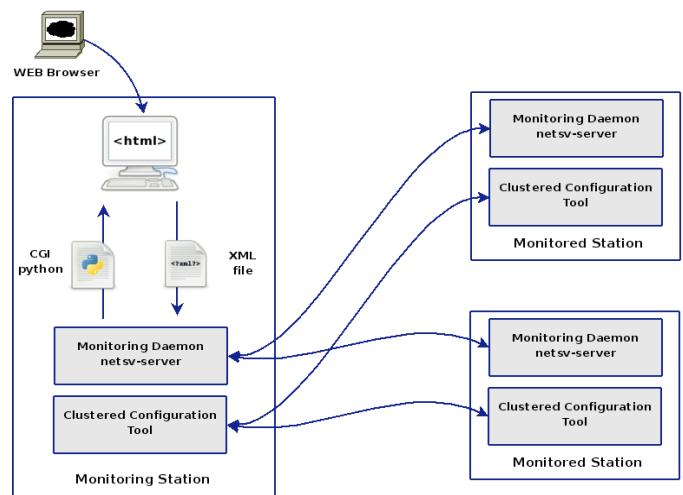 WEB Browser
<html>
CGI
python
<?xml?>
XML
file
Monitoring Daemon
netsv-server
Clustered Configuration
Tool
Monitoring Station
Monitoring Daemon
netsv-server
Clustered Configuration
Tool
Monitored Station
Monitoring Daemon
netsv-server
Clustered Configuration
Tool
Monitored Station